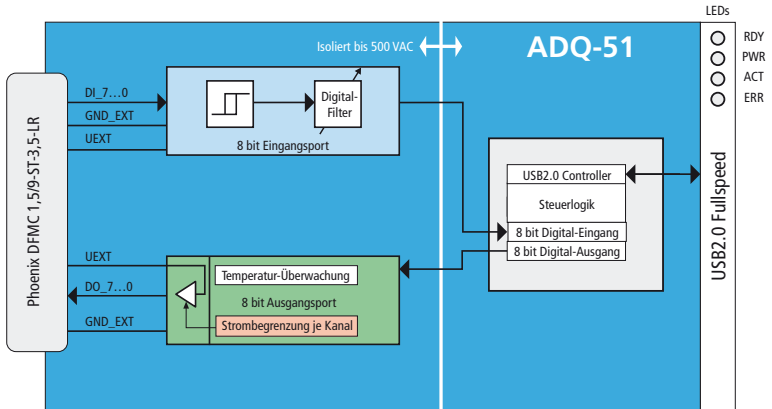 LEDs
Isoliert bis 500 VAC
ADQ-51
RDY
PWR
ACT
ERR
Phoenix DFMC 1,5/9-ST-3,5-LR
DI_7...0
GND_EXT
UEXT
Digital-
Filter
8 bit Eingangsport
USB2.0 Controller
Steuerlogik
8 bit Digital-Eingang
8 bit Digital-Ausgang
USB2.0 Fullspeed
UEXT
DO_7...0
GND_EXT
Temperatur-Überwachung
8 bit Ausgangsport
Strombegrenzung je Kanal